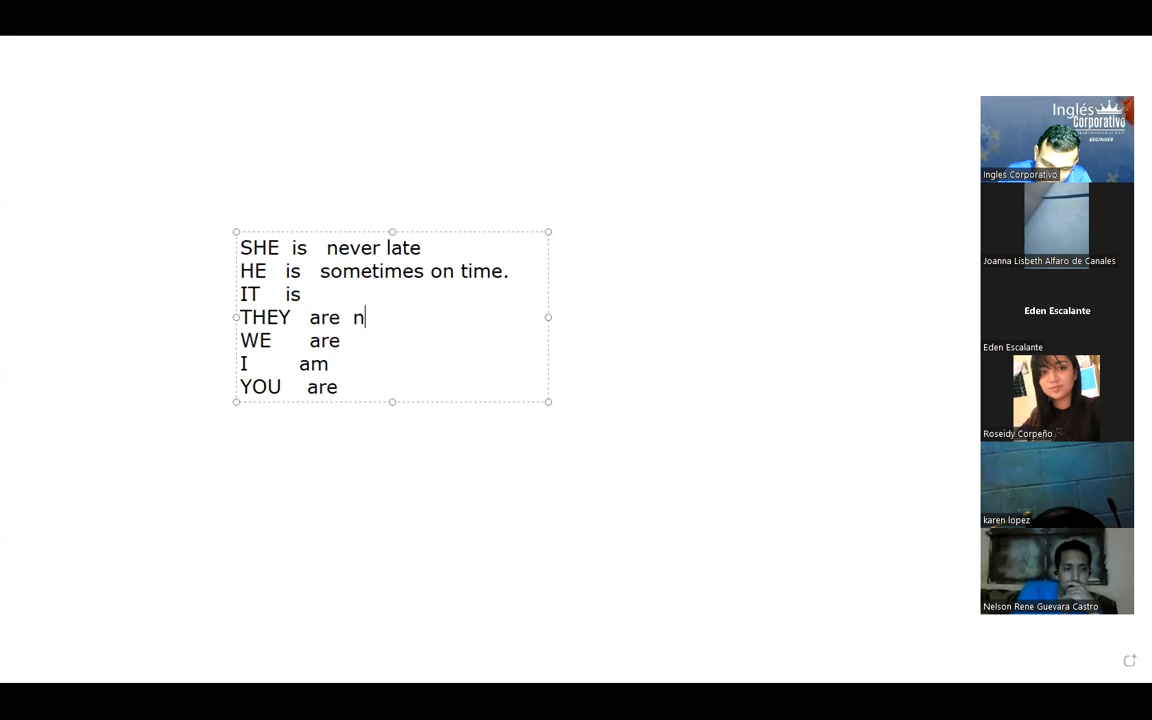 SHE is never late
HE is sometimes on time.
IT is
THEY are n
WE are
I am
YOU are
Inglés
Corporativo
BEGINNER
Ingles Corporativo
Joanna Lisbeth Alfaro de Canales
Eden Escalante
Eden Escalante
Roseidy Corpeño
karen lopez
Nelson Rene Guevara Castro